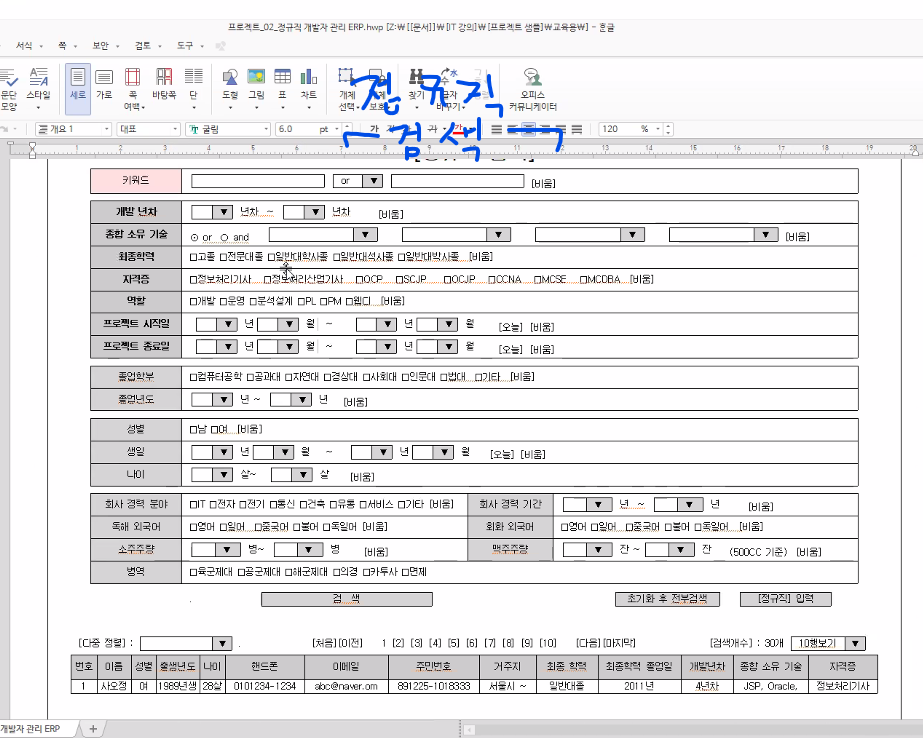 프로젝트_02_정규직 개발자 관리 ERP.hwp [Z:₩[[문서]]₩[IT 강의]₩[프로젝트 샘플]₩교육용₩] - 훈글
서식 쪽 보안 검토 도구
문단 모양 스타일 세로 가로 쪽 여백 바탕쪽 단 도형 그림 표 차트 개체 선택 찾기 오피스 커뮤니케이터
개요 1 대표 굴림 6.0 pt 가 120 %
정규직
검색
키워드 or [비움]
개발 년차 년차 ~ 년차 [비움]
종합 소유 기술 ⊙ or ○ and [비움]
최종학력 □고졸 □전문대졸 □일반대학사졸 □일반대석사졸 □일반대박사졸 [비움]
자격증 □정보처리기사 □정보처리산업기사 □OCP □SCJP □OCJP □CCNA □MCSE □MCDBA [비움]
역할 □개발 □운영 □분석설계 □PL □PM □웹디 [비움]
프로젝트 시작일 년 월 ~ 년 월 [오늘] [비움]
프로젝트 종료일 년 월 ~ 년 월 [오늘] [비움]
졸업학부 □컴퓨터공학 □공과대 □자연대 □경상대 □사회대 □인문대 □법대 □기타 [비움]
졸업년도 년 ~ 년 [비움]
성별 □남 □여 [비움]
생일 년 월 ~ 년 월 [오늘] [비움]
나이 살~ 살 [비움]
회사 경력 분야 □IT □전자 □전기 □통신 □건축 □유통 □서비스 □기타 [비움] 회사 경력 기간 년 ~ 년 [비움]
독해 외국어 □영어 □일어 □중국어 □불어 □독일어 [비움] 회화 외국어 □영어 □일어 □중국어 □불어 □독일어 [비움]
소주주량 병~ 병 [비움] 맥주주량 잔 ~ 잔 (500CC 기준) [비움]
병역 □육군제대 □공군제대 □해군제대 □의경 □카투사 □면제
검 색 초기화 후 전부검색 [정규직] 입력
[다중 정렬] : [처음][이전] 1 [2] [3] [4] [5] [6] [7] [8] [9] [10] [다음][마지막] [검색개수] : 30개 10행보기
번호 이름 성별 출생년도 나이 핸드폰 이메일 주민번호 거주지 최종 학력 최종학력 졸업일 개발년차 종합 소유 기술 자격증
1 사오정 여 1989년생 28살 0101234-1234 abc@naver.om 891225-1018333 서울시 ~ 일반대졸 2011년 4년차 JSP, Oracle, 정보처리기사
개발자 관리 ERP